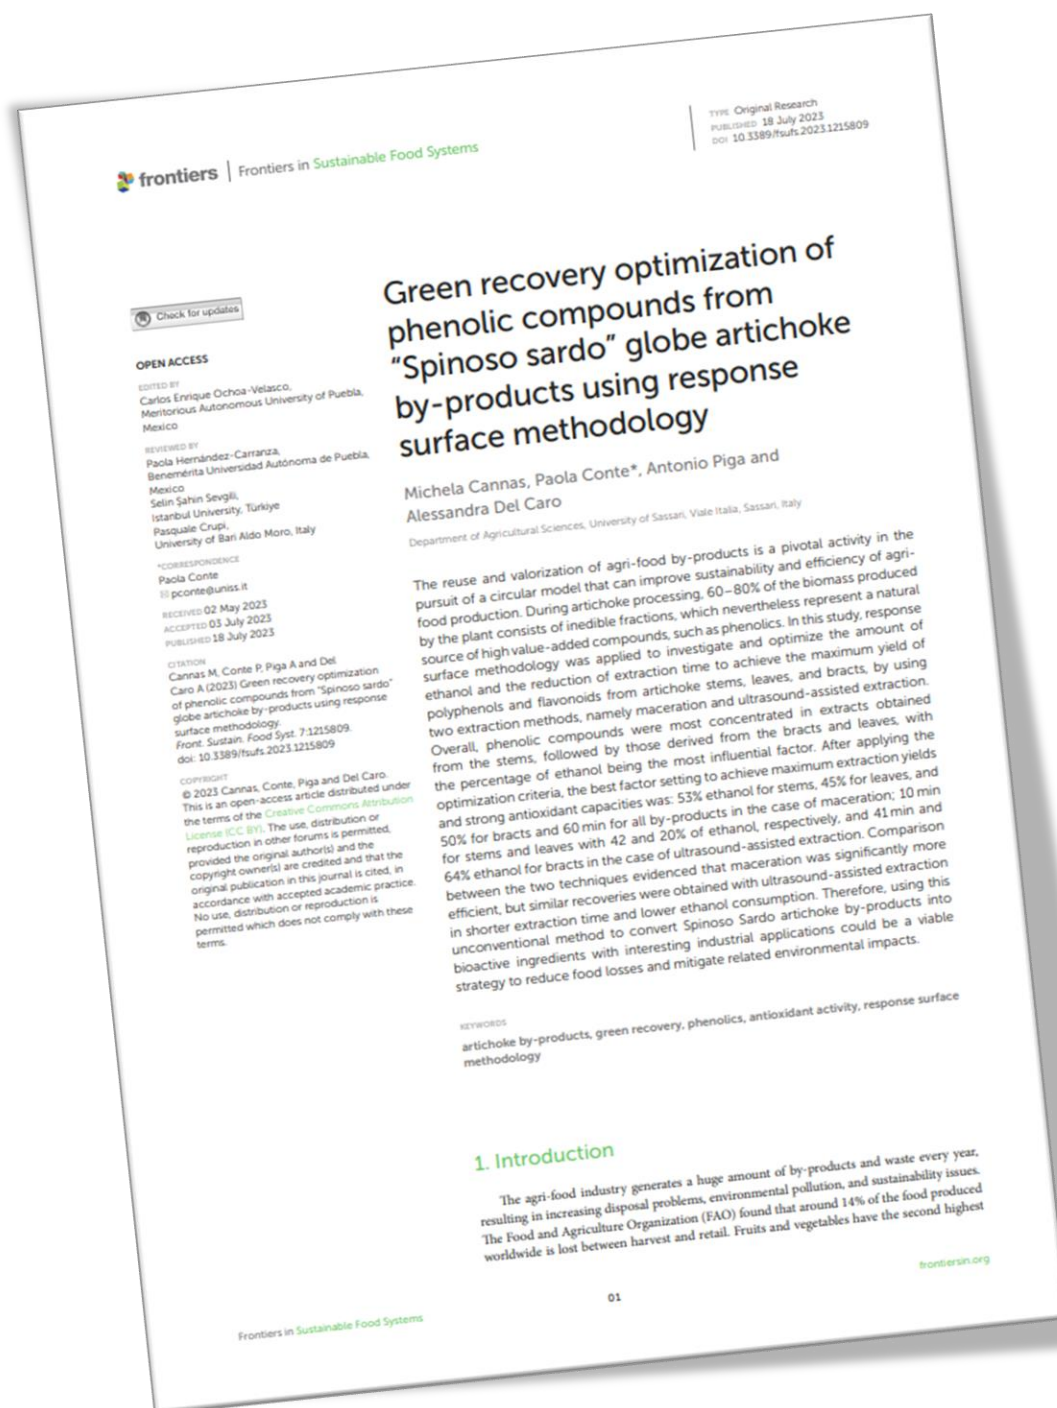 frontiers | Frontiers in Sustainable Food Systems
TYPE Original Research
PUBLISHED 18 July 2023
DOI 10.3389/fsufs.2023.1215809
Check for updates
OPEN ACCESS
EDITED BY
Carlos Enrique Ochoa-Velasco,
Meritorious Autonomous University of Puebla,
Mexico
REVIEWED BY
Paola Hernández-Carranza,
Benemérita Universidad Autónoma de Puebla,
Mexico
Selin Şahin Sevgili,
Istanbul University, Türkiye
Pasquale Crupi,
University of Bari Aldo Moro, Italy
*CORRESPONDENCE
Paola Conte
pconte@uniss.it
RECEIVED 02 May 2023
ACCEPTED 03 July 2023
PUBLISHED 18 July 2023
CITATION
Cannas M, Conte P, Piga A and Del
Caro A (2023) Green recovery optimization
of phenolic compounds from "Spinoso sardo"
globe artichoke by-products using response
surface methodology.
Front. Sustain. Food Syst. 7:1215809.
doi: 10.3389/fsufs.2023.1215809
COPYRIGHT
© 2023 Cannas, Conte, Piga and Del Caro.
This is an open-access article distributed under
the terms of the Creative Commons Attribution
License (CC BY). The use, distribution or
reproduction in other forums is permitted,
provided the original author(s) and the
copyright owner(s) are credited and that the
original publication in this journal is cited, in
accordance with accepted academic practice.
No use, distribution or reproduction is
permitted which does not comply with these
terms.
Green recovery optimization of
phenolic compounds from
"Spinoso sardo" globe artichoke
by-products using response
surface methodology
Michela Cannas, Paola Conte*, Antonio Piga and
Alessandra Del Caro
Department of Agricultural Sciences, University of Sassari, Viale Italia, Sassari, Italy
The reuse and valorization of agri-food by-products is a pivotal activity in the
pursuit of a circular model that can improve sustainability and efficiency of agri-
food production. During artichoke processing, 60–80% of the biomass produced
by the plant consists of inedible fractions, which nevertheless represent a natural
source of high value-added compounds, such as phenolics. In this study, response
surface methodology was applied to investigate and optimize the amount of
ethanol and the reduction of extraction time to achieve the maximum yield of
polyphenols and flavonoids from artichoke stems, leaves, and bracts, by using
two extraction methods, namely maceration and ultrasound-assisted extraction.
Overall, phenolic compounds were most concentrated in extracts obtained
from the stems, followed by those derived from the bracts and leaves, with
the percentage of ethanol being the most influential factor. After applying the
optimization criteria, the best factor setting to achieve maximum extraction yields
and strong antioxidant capacities was: 53% ethanol for stems, 45% for leaves, and
50% for bracts and 60 min for all by-products in the case of maceration; 10 min
for stems and leaves with 42 and 20% of ethanol, respectively, and 41 min and
64% ethanol for bracts in the case of ultrasound-assisted extraction. Comparison
between the two techniques evidenced that maceration was significantly more
efficient, but similar recoveries were obtained with ultrasound-assisted extraction
in shorter extraction time and lower ethanol consumption. Therefore, using this
unconventional method to convert Spinoso Sardo artichoke by-products into
bioactive ingredients with interesting industrial applications could be a viable
strategy to reduce food losses and mitigate related environmental impacts.
KEYWORDS
artichoke by-products, green recovery, phenolics, antioxidant activity, response surface
methodology
1. Introduction
The agri-food industry generates a huge amount of by-products and waste every year,
resulting in increasing disposal problems, environmental pollution, and sustainability issues.
The Food and Agriculture Organization (FAO) found that around 14% of the food produced
worldwide is lost between harvest and retail. Fruits and vegetables have the second highest
Frontiers in Sustainable Food Systems
01
frontiersin.org